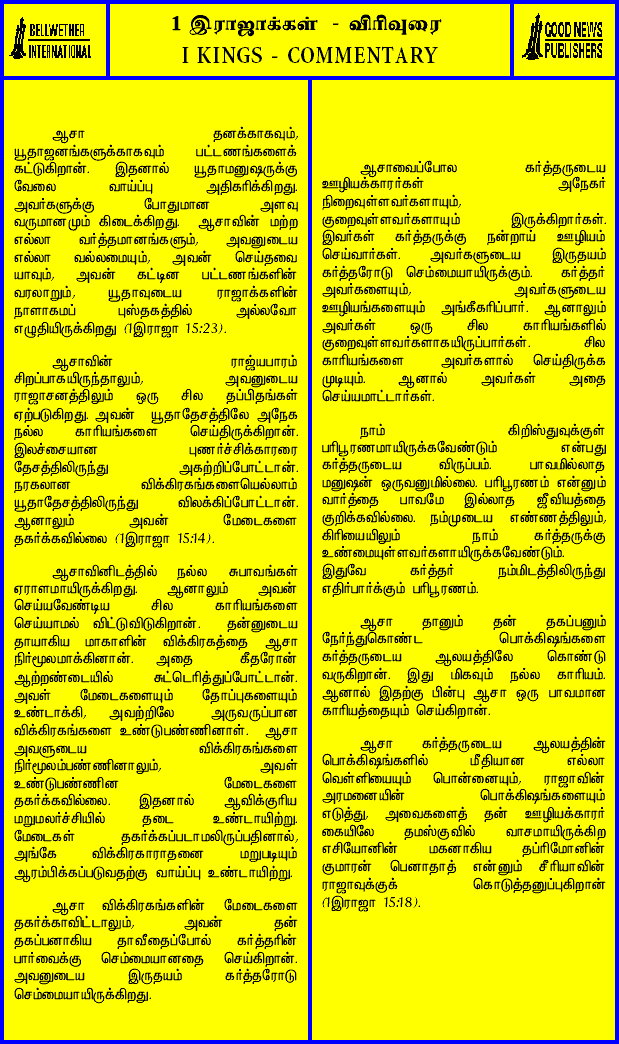 BELLWETHER
INTERNATIONAL
1 இராஜாக்கள் - விரிவுரை
I KINGS - COMMENTARY
GOOD NEWS
PUBLISHERS
ஆசா தனக்காகவும்,
யூதாஜனங்களுக்காகவும் பட்டணங்களைக்
கட்டுகிறான். இதனால் யூதாமனுஷருக்கு
வேலை வாய்ப்பு அதிகரிக்கிறது.
அவர்களுக்கு போதுமான அளவு
வருமானமும் கிடைக்கிறது. ஆசாவின் மற்ற
எல்லா வர்த்தமானங்களும், அவனுடைய
எல்லா வல்லமையும், அவன் செய்தவை
யாவும், அவன் கட்டின பட்டணங்களின்
வரலாறும், யூதாவுடைய ராஜாக்களின்
நாளாகமப் புஸ்தகத்தில் அல்லவோ
எழுதியிருக்கிறது (1இராஜா 15:23).
ஆசாவின் ராஜ்யபாரம்
சிறப்பாகயிருந்தாலும், அவனுடைய
ராஜாசனத்திலும் ஒரு சில தப்பிதங்கள்
ஏற்படுகிறது. அவன் யூதாதேசத்திலே அநேக
நல்ல காரியங்களை செய்திருக்கிறான்.
இலச்சையான புணர்ச்சிக்காரரை
தேசத்திலிருந்து அகற்றிப்போட்டான்.
நரகலான விக்கிரகங்களையெல்லாம்
யூதாதேசத்திலிருந்து விலக்கிப்போட்டான்.
ஆனாலும் அவன் மேடைகளை
தகர்க்கவில்லை (1இராஜா 15:14).
ஆசாவினிடத்தில் நல்ல சுபாவங்கள்
ஏராளமாயிருக்கிறது. ஆனாலும் அவன்
செய்யவேண்டிய சில காரியங்களை
செய்யாமல் விட்டுவிடுகிறான். தன்னுடைய
தாயாகிய மாகாளின் விக்கிரகத்தை ஆசா
நிர்மூலமாக்கினான். அதை கீதரோன்
ஆற்றண்டையில் சுட்டெரித்துப்போட்டான்.
அவள் மேடைகளையும் தோப்புகளையும்
உண்டாக்கி, அவற்றிலே அருவருப்பான
விக்கிரகங்களை உண்டுபண்ணினாள். ஆசா
அவளுடைய விக்கிரகங்களை
நிர்மூலம்பண்ணினாலும், அவள்
உண்டுபண்ணின மேடைகளை
தகர்க்கவில்லை. இதனால் ஆவிக்குரிய
மறுமலர்ச்சியில் தடை உண்டாயிற்று.
மேடைகள் தகர்க்கப்படாமலிருப்பதினால்,
அங்கே விக்கிரகாராதனை மறுபடியும்
ஆரம்பிக்கப்படுவதற்கு வாய்ப்பு உண்டாயிற்று.
ஆசா விக்கிரகங்களின் மேடைகளை
தகர்க்காவிட்டாலும், அவன் தன்
தகப்பனாகிய தாவீதைப்போல் கர்த்தரின்
பார்வைக்கு செம்மையானதை செய்கிறான்.
அவனுடைய இருதயம் கர்த்தரோடு
செம்மையாயிருக்கிறது.
ஆசாவைப்போல கர்த்தருடைய
ஊழியக்காரர்கள் அநேகர்
நிறைவுள்ளவர்களாயும்,
குறைவுள்ளவர்களாயும் இருக்கிறார்கள்.
இவர்கள் கர்த்தருக்கு நன்றாய் ஊழியம்
செய்வார்கள். அவர்களுடைய இருதயம்
கர்த்தரோடு செம்மையாயிருக்கும். கர்த்தர்
அவர்களையும், அவர்களுடைய
ஊழியங்களையும் அங்கீகரிப்பார். ஆனாலும்
அவர்கள் ஒரு சில காரியங்களில்
குறைவுள்ளவர்களாகயிருப்பார்கள். சில
காரியங்களை அவர்களால் செய்திருக்க
முடியும். ஆனால் அவர்கள் அதை
செய்யமாட்டார்கள்.
நாம் கிறிஸ்துவுக்குள்
பரிபூரணமாயிருக்கவேண்டும் என்பது
கர்த்தருடைய விருப்பம். பாவமில்லாத
மனுஷன் ஒருவனுமில்லை. பரிபூரணம் என்னும்
வார்த்தை பாவமே இல்லாத ஜீவியத்தை
குறிக்கவில்லை. நம்முடைய எண்ணத்திலும்,
கிரியையிலும் நாம் கர்த்தருக்கு
உண்மையுள்ளவர்களாயிருக்கவேண்டும்.
இதுவே கர்த்தர் நம்மிடத்திலிருந்து
எதிர்பார்க்கும் பரிபூரணம்.
ஆசா தானும் தன் தகப்பனும்
நேர்ந்துகொண்ட பொக்கிஷங்களை
கர்த்தருடைய ஆலயத்திலே கொண்டு
வருகிறான். இது மிகவும் நல்ல காரியம்.
ஆனால் இதற்கு பின்பு ஆசா ஒரு பாவமான
காரியத்தையும் செய்கிறான்.
ஆசா கர்த்தருடைய ஆலயத்தின்
பொக்கிஷங்களில் மீதியான எல்லா
வெள்ளியையும் பொன்னையும், ராஜாவின்
அரமனையின் பொக்கிஷங்களையும்
எடுத்து, அவைகளைத் தன் ஊழியக்காரர்
கையிலே தமஸ்குவில் வாசமாயிருக்கிற
எசியோனின் மகனாகிய தப்ரிமோனின்
குமாரன் பெனாதாத் என்னும் சீரியாவின்
ராஜாவுக்குக் கொடுத்தனுப்புகிறான்
(1இராஜா 15:18).